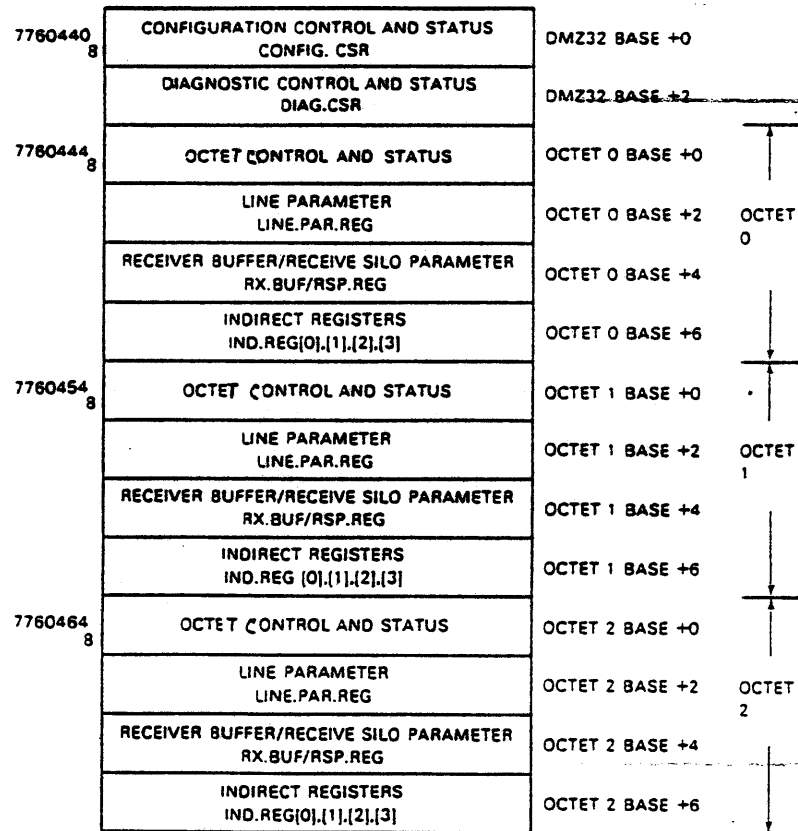 7760440 8 CONFIGURATION CONTROL AND STATUS DMZ32 BASE +0
CONFIG. CSR
DIAGNOSTIC CONTROL AND STATUS DMZ32 BASE +2
DIAG.CSR
7760444 8 OCTET CONTROL AND STATUS OCTET 0 BASE +0
LINE PARAMETER OCTET 0 BASE +2 OCTET
LINE.PAR.REG 0
RECEIVER BUFFER/RECEIVE SILO PARAMETER OCTET 0 BASE +4
RX.BUF/RSP.REG
INDIRECT REGISTERS OCTET 0 BASE +6
IND.REG[0].[1].[2].[3]
7760454 8 OCTET CONTROL AND STATUS OCTET 1 BASE +0
LINE PARAMETER OCTET 1 BASE +2 OCTET
LINE.PAR.REG 1
RECEIVER BUFFER/RECEIVE SILO PARAMETER OCTET 1 BASE +4
RX.BUF/RSP.REG
INDIRECT REGISTERS OCTET 1 BASE +6
IND.REG [0].[1].[2].[3]
7760464 8 OCTET CONTROL AND STATUS OCTET 2 BASE +0
LINE PARAMETER OCTET 2 BASE +2 OCTET
LINE.PAR.REG 2
RECEIVER BUFFER/RECEIVE SILO PARAMETER OCTET 2 BASE +4
RX.BUF/RSP.REG
INDIRECT REGISTERS OCTET 2 BASE +6
IND.REG[0].[1].[2].[3]